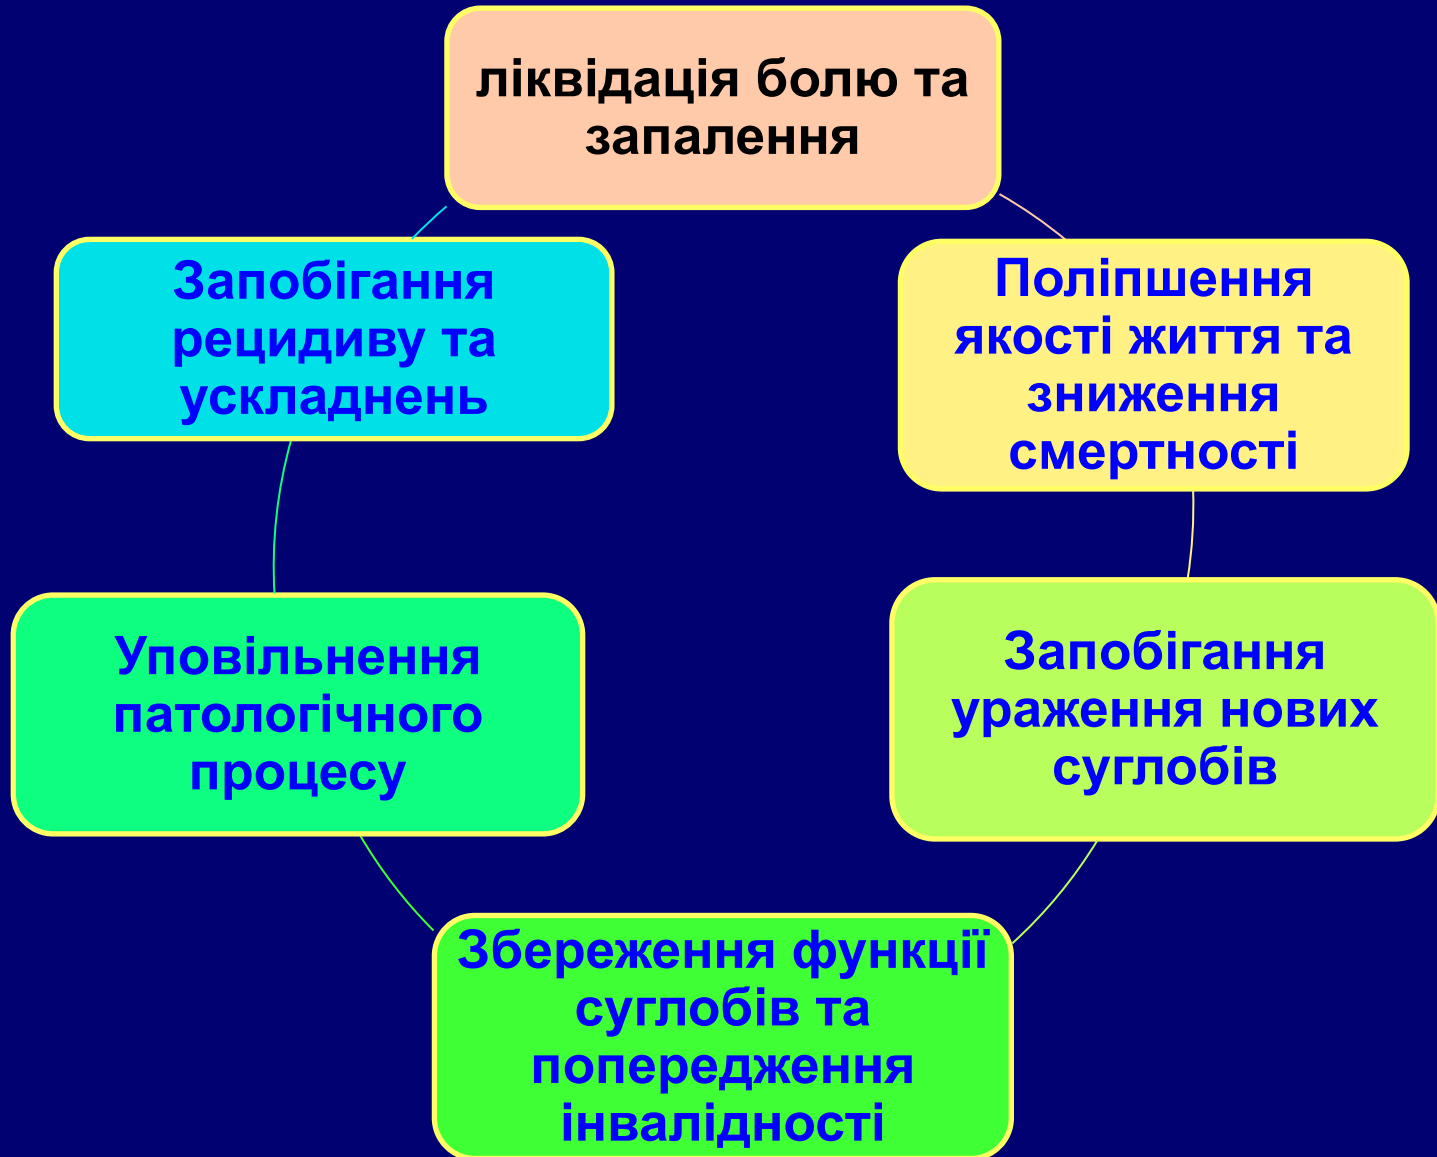 ліквідація болю та
запалення
Поліпшення
якості життя та
зниження
смертності
Запобігання
ураження нових
суглобів
Збереження функції
суглобів та
попередження
інвалідності
Уповільнення
патологічного
процесу
Запобігання
рецидиву та
ускладнень